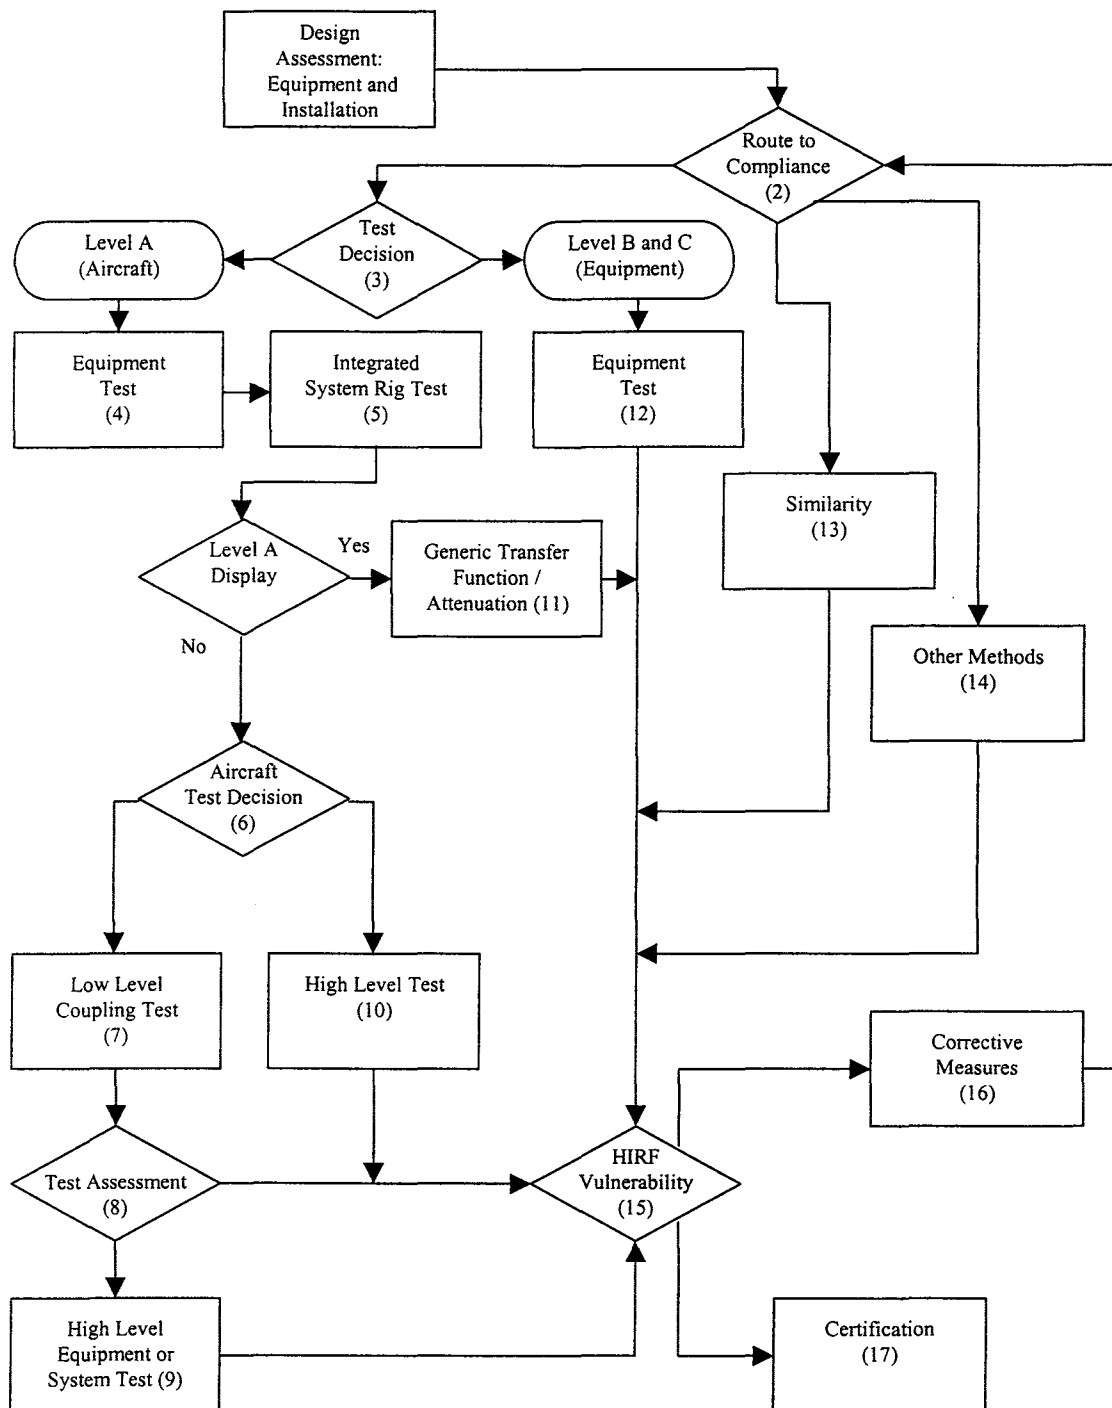 Design
Assessment:
Equipment and
Installation
Route to
Compliance
(2)
Test
Decision
(3)
Level A
(Aircraft)
Level B and C
(Equipment)
Equipment
Test
(4)
Integrated
System Rig Test
(5)
Equipment
Test
(12)
Similarity
(13)
Level A
Display
Yes
Generic Transfer
Function /
Attenuation (11)
No
Other Methods
(14)
Aircraft
Test Decision
(6)
Low Level
Coupling Test
(7)
High Level Test
(10)
Corrective
Measures
(16)
Test Assessment
(8)
HIRF
Vulnerability
(15)
High Level
Equipment or
System Test (9)
Certification
(17)